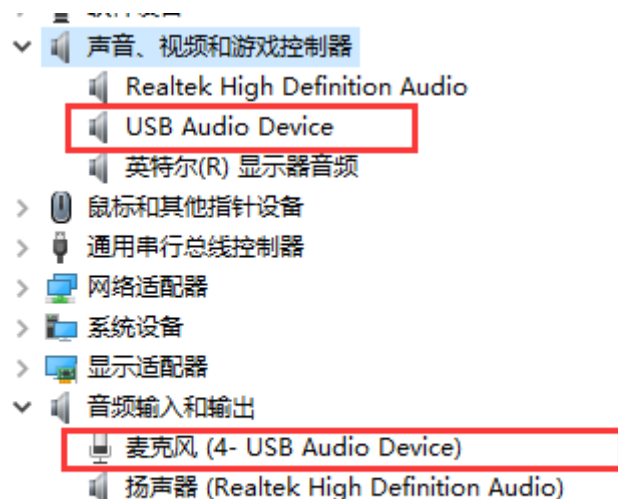 声音、视频和游戏控制器
Realtek High Definition Audio
USB Audio Device
英特尔(R) 显示器音频
鼠标和其他指针设备
通用串行总线控制器
网络适配器
系统设备
显示适配器
音频输入和输出
麦克风 (4- USB Audio Device)
扬声器 (Realtek High Definition Audio)